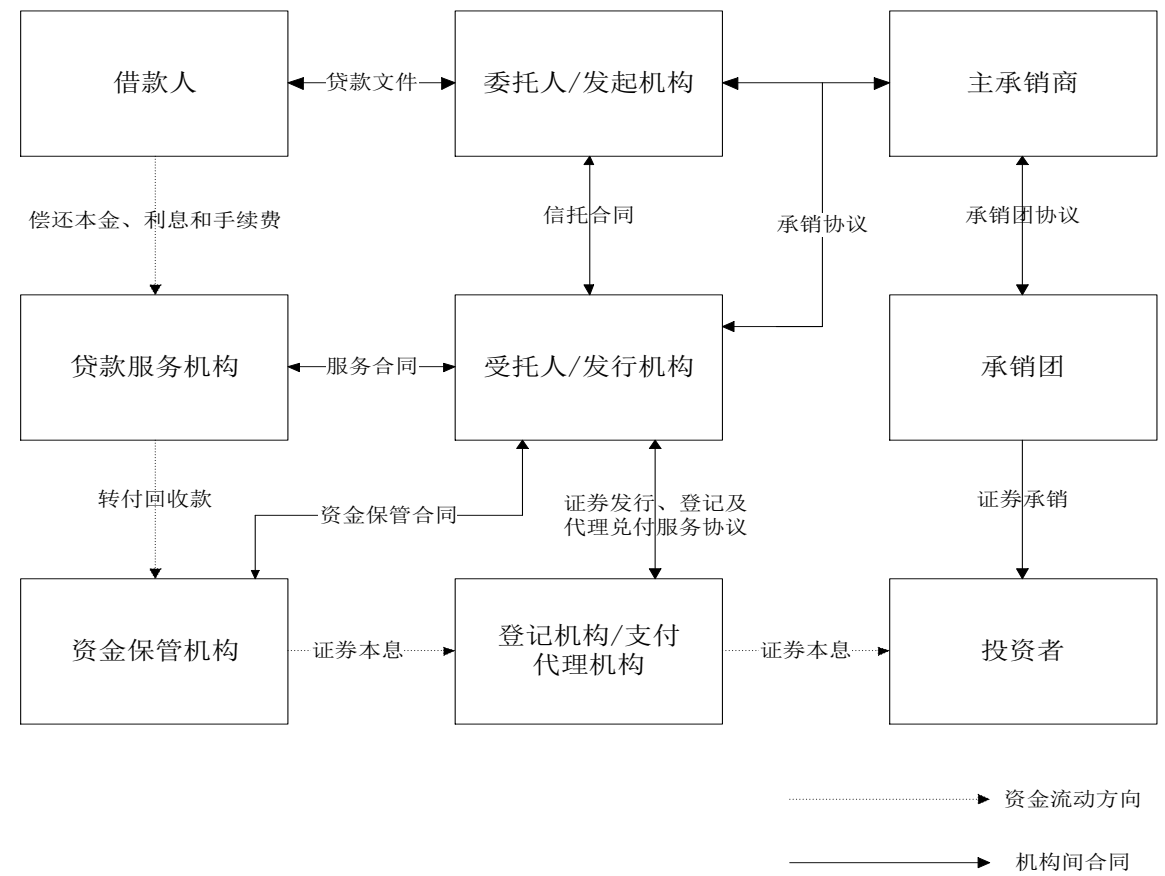 借款人
贷款文件
委托人/发起机构
主承销商
偿还本金、利息和手续费
信托合同
承销协议
承销团协议
贷款服务机构
服务合同
受托人/发行机构
承销团
转付回收款
资金保管合同
证券发行、登记及
代理兑付服务协议
证券承销
资金保管机构
证券本息
登记机构/支付
代理机构
证券本息
投资者
资金流动方向
机构间合同